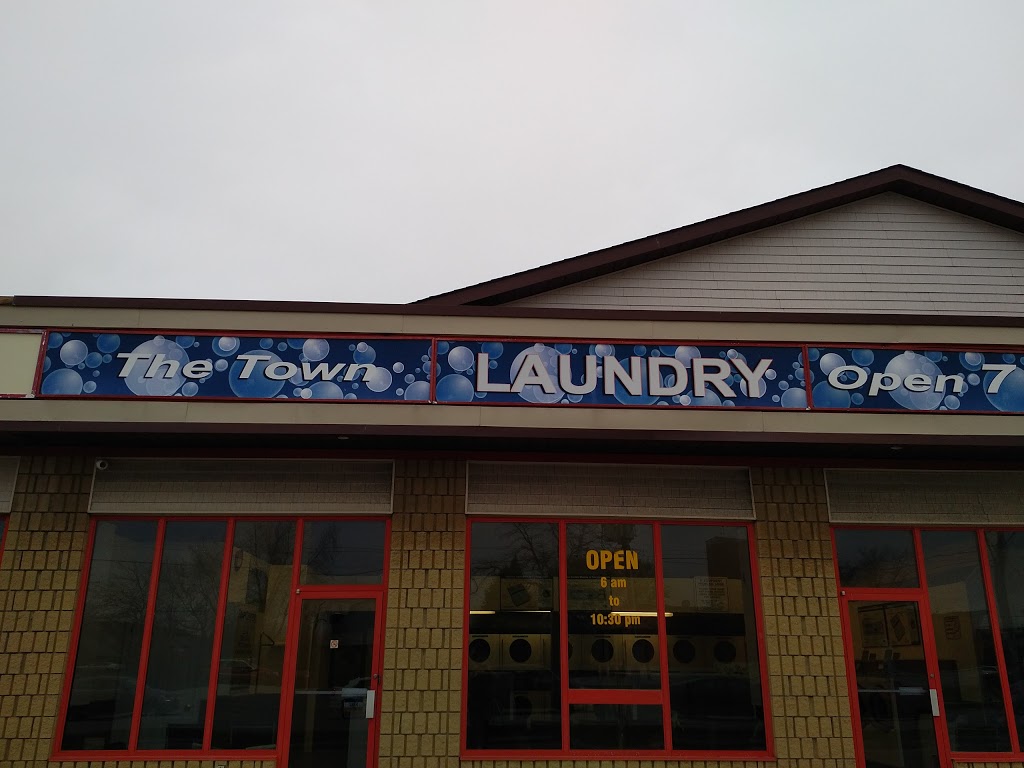 The Town LAUNDRY Open 7
OPEN
6 am
to
10:30 pm